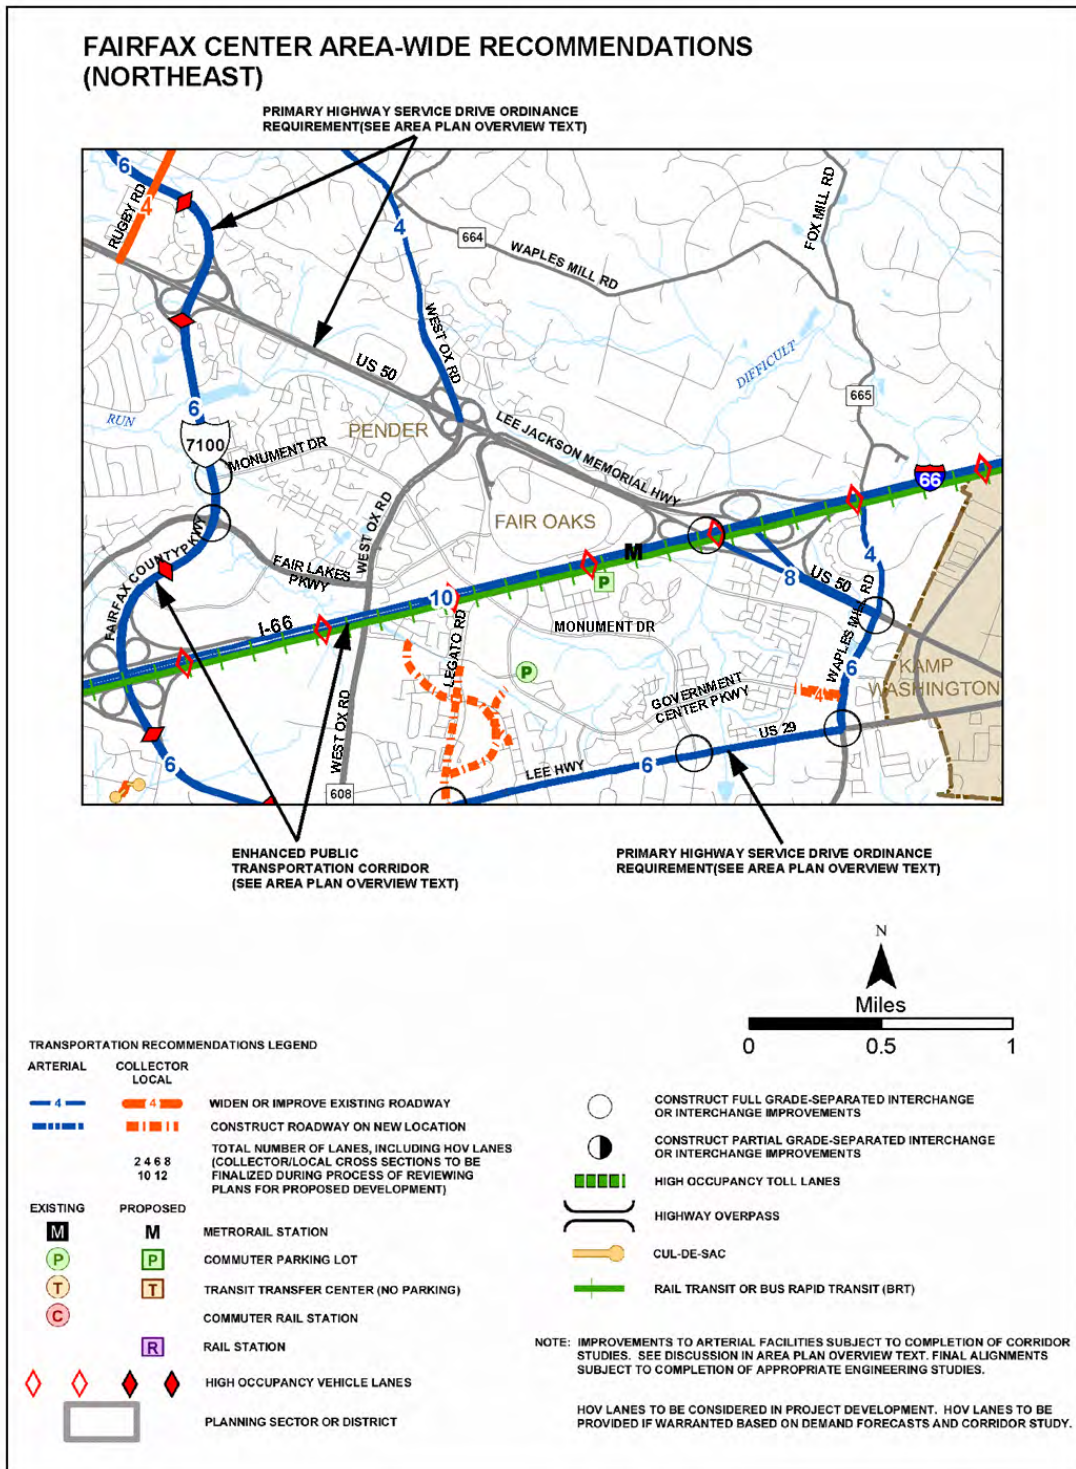 FAIRFAX CENTER AREA-WIDE RECOMMENDATIONS
(NORTHEAST)
PRIMARY HIGHWAY SERVICE DRIVE ORDINANCE
REQUIREMENT(SEE AREA PLAN OVERVIEW TEXT)
6
RUGBY RD
4
4
664
WAPLES MILL RD
FOX MILL RD
WEST OX RD
US 50
DIFFICULT
6
RUN
7100
PENDER
665
MONUMENT DR
LEE JACKSON MEMORIAL HWY
66
WEST OX RD
FAIR OAKS
FAIRFAX COUNTY PKWY
FAIR LAKES
PKWY
M
8
US 50
4
P
10
I-66
LEGATO RD
MONUMENT DR
WAPLES MILL RD
P
6
KAMP
WASHINGTON
GOVERNMENT
CENTER PKWY
4
WEST OX RD
US 29
LEE HWY
6
6
608
ENHANCED PUBLIC
TRANSPORTATION CORRIDOR
(SEE AREA PLAN OVERVIEW TEXT)
PRIMARY HIGHWAY SERVICE DRIVE ORDINANCE
REQUIREMENT(SEE AREA PLAN OVERVIEW TEXT)
N
Miles
0 0.5 1
TRANSPORTATION RECOMMENDATIONS LEGEND
ARTERIAL COLLECTOR
LOCAL
4 4 WIDEN OR IMPROVE EXISTING ROADWAY
CONSTRUCT ROADWAY ON NEW LOCATION
TOTAL NUMBER OF LANES, INCLUDING HOV LANES
2 4 6 8 (COLLECTOR/LOCAL CROSS SECTIONS TO BE
10 12 FINALIZED DURING PROCESS OF REVIEWING
PLANS FOR PROPOSED DEVELOPMENT)
EXISTING PROPOSED
M M METRORAIL STATION
P P COMMUTER PARKING LOT
T T TRANSIT TRANSFER CENTER (NO PARKING)
C COMMUTER RAIL STATION
R RAIL STATION
HIGH OCCUPANCY VEHICLE LANES
PLANNING SECTOR OR DISTRICT
CONSTRUCT FULL GRADE-SEPARATED INTERCHANGE
OR INTERCHANGE IMPROVEMENTS
CONSTRUCT PARTIAL GRADE-SEPARATED INTERCHANGE
OR INTERCHANGE IMPROVEMENTS
HIGH OCCUPANCY TOLL LANES
HIGHWAY OVERPASS
CUL-DE-SAC
RAIL TRANSIT OR BUS RAPID TRANSIT (BRT)
NOTE: IMPROVEMENTS TO ARTERIAL FACILITIES SUBJECT TO COMPLETION OF CORRIDOR
STUDIES. SEE DISCUSSION IN AREA PLAN OVERVIEW TEXT. FINAL ALIGNMENTS
SUBJECT TO COMPLETION OF APPROPRIATE ENGINEERING STUDIES.
HOV LANES TO BE CONSIDERED IN PROJECT DEVELOPMENT. HOV LANES TO BE
PROVIDED IF WARRANTED BASED ON DEMAND FORECASTS AND CORRIDOR STUDY.